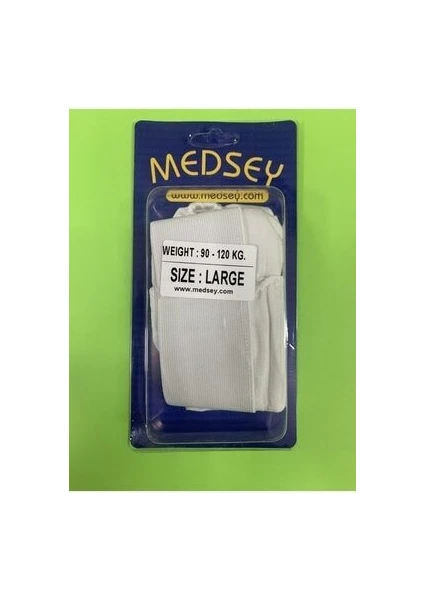 MEDSEY
www.medsey.com
WEIGHT : 90 - 120 KG.
SIZE : LARGE
www.medsey.com